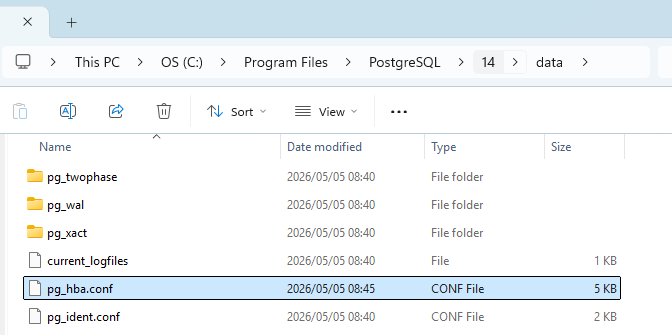 This PC > OS (C:) > Program Files > PostgreSQL > 14 > data >
Sort View
Name Date modified Type Size
pg_twophase 2026/05/05 08:40 File folder
pg_wal 2026/05/05 08:40 File folder
pg_xact 2026/05/05 08:40 File folder
current_logfiles 2026/05/05 08:40 File 1 KB
pg_hba.conf 2026/05/05 08:45 CONF File 5 KB
pg_ident.conf 2026/05/05 08:40 CONF File 2 KB